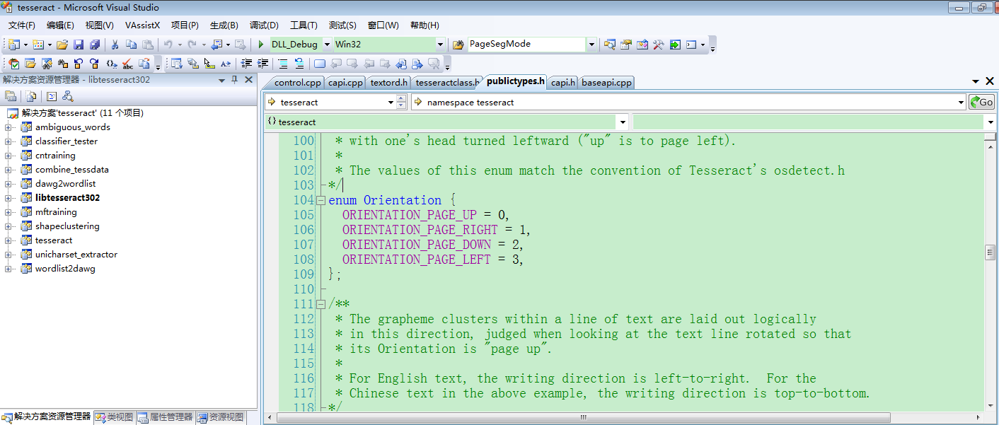 tesseract - Microsoft Visual Studio
文件(F) 编辑(E) 视图(V) VAssistX 项目(P) 生成(B) 调试(D) 工具(T) 测试(S) 窗口(W) 帮助(H)
DLL_Debug Win32 PageSegMode
解决方案资源管理器 - libtesseract302
解决方案'tesseract' (11 个项目)
ambiguous_words
classifier_tester
cntraining
combine_tessdata
dawg2wordlist
libtesseract302
mftraining
shapeclustering
tesseract
unicharset_extractor
wordlist2dawg
解决方案资源管理器 类视图 属性管理器 资源视图
control.cpp capi.cpp textord.h tesseractclass.h publictypes.h capi.h baseapi.cpp
tesseract namespace tesseract Go
{} tesseract
100 * with one's head turned leftward ("up" is to page left).
101 *
102 * The values of this enum match the convention of Tesseract's osdetect.h
103 */
104 enum Orientation {
105 ORIENTATION_PAGE_UP = 0,
106 ORIENTATION_PAGE_RIGHT = 1,
107 ORIENTATION_PAGE_DOWN = 2,
108 ORIENTATION_PAGE_LEFT = 3,
109 };
110
111 /**
112 * The grapheme clusters within a line of text are laid out logically
113 * in this direction, judged when looking at the text line rotated so that
114 * its Orientation is "page up".
115 *
116 * For English text, the writing direction is left-to-right.  For the
117 * Chinese text in the above example, the writing direction is top-to-bottom.
118 */